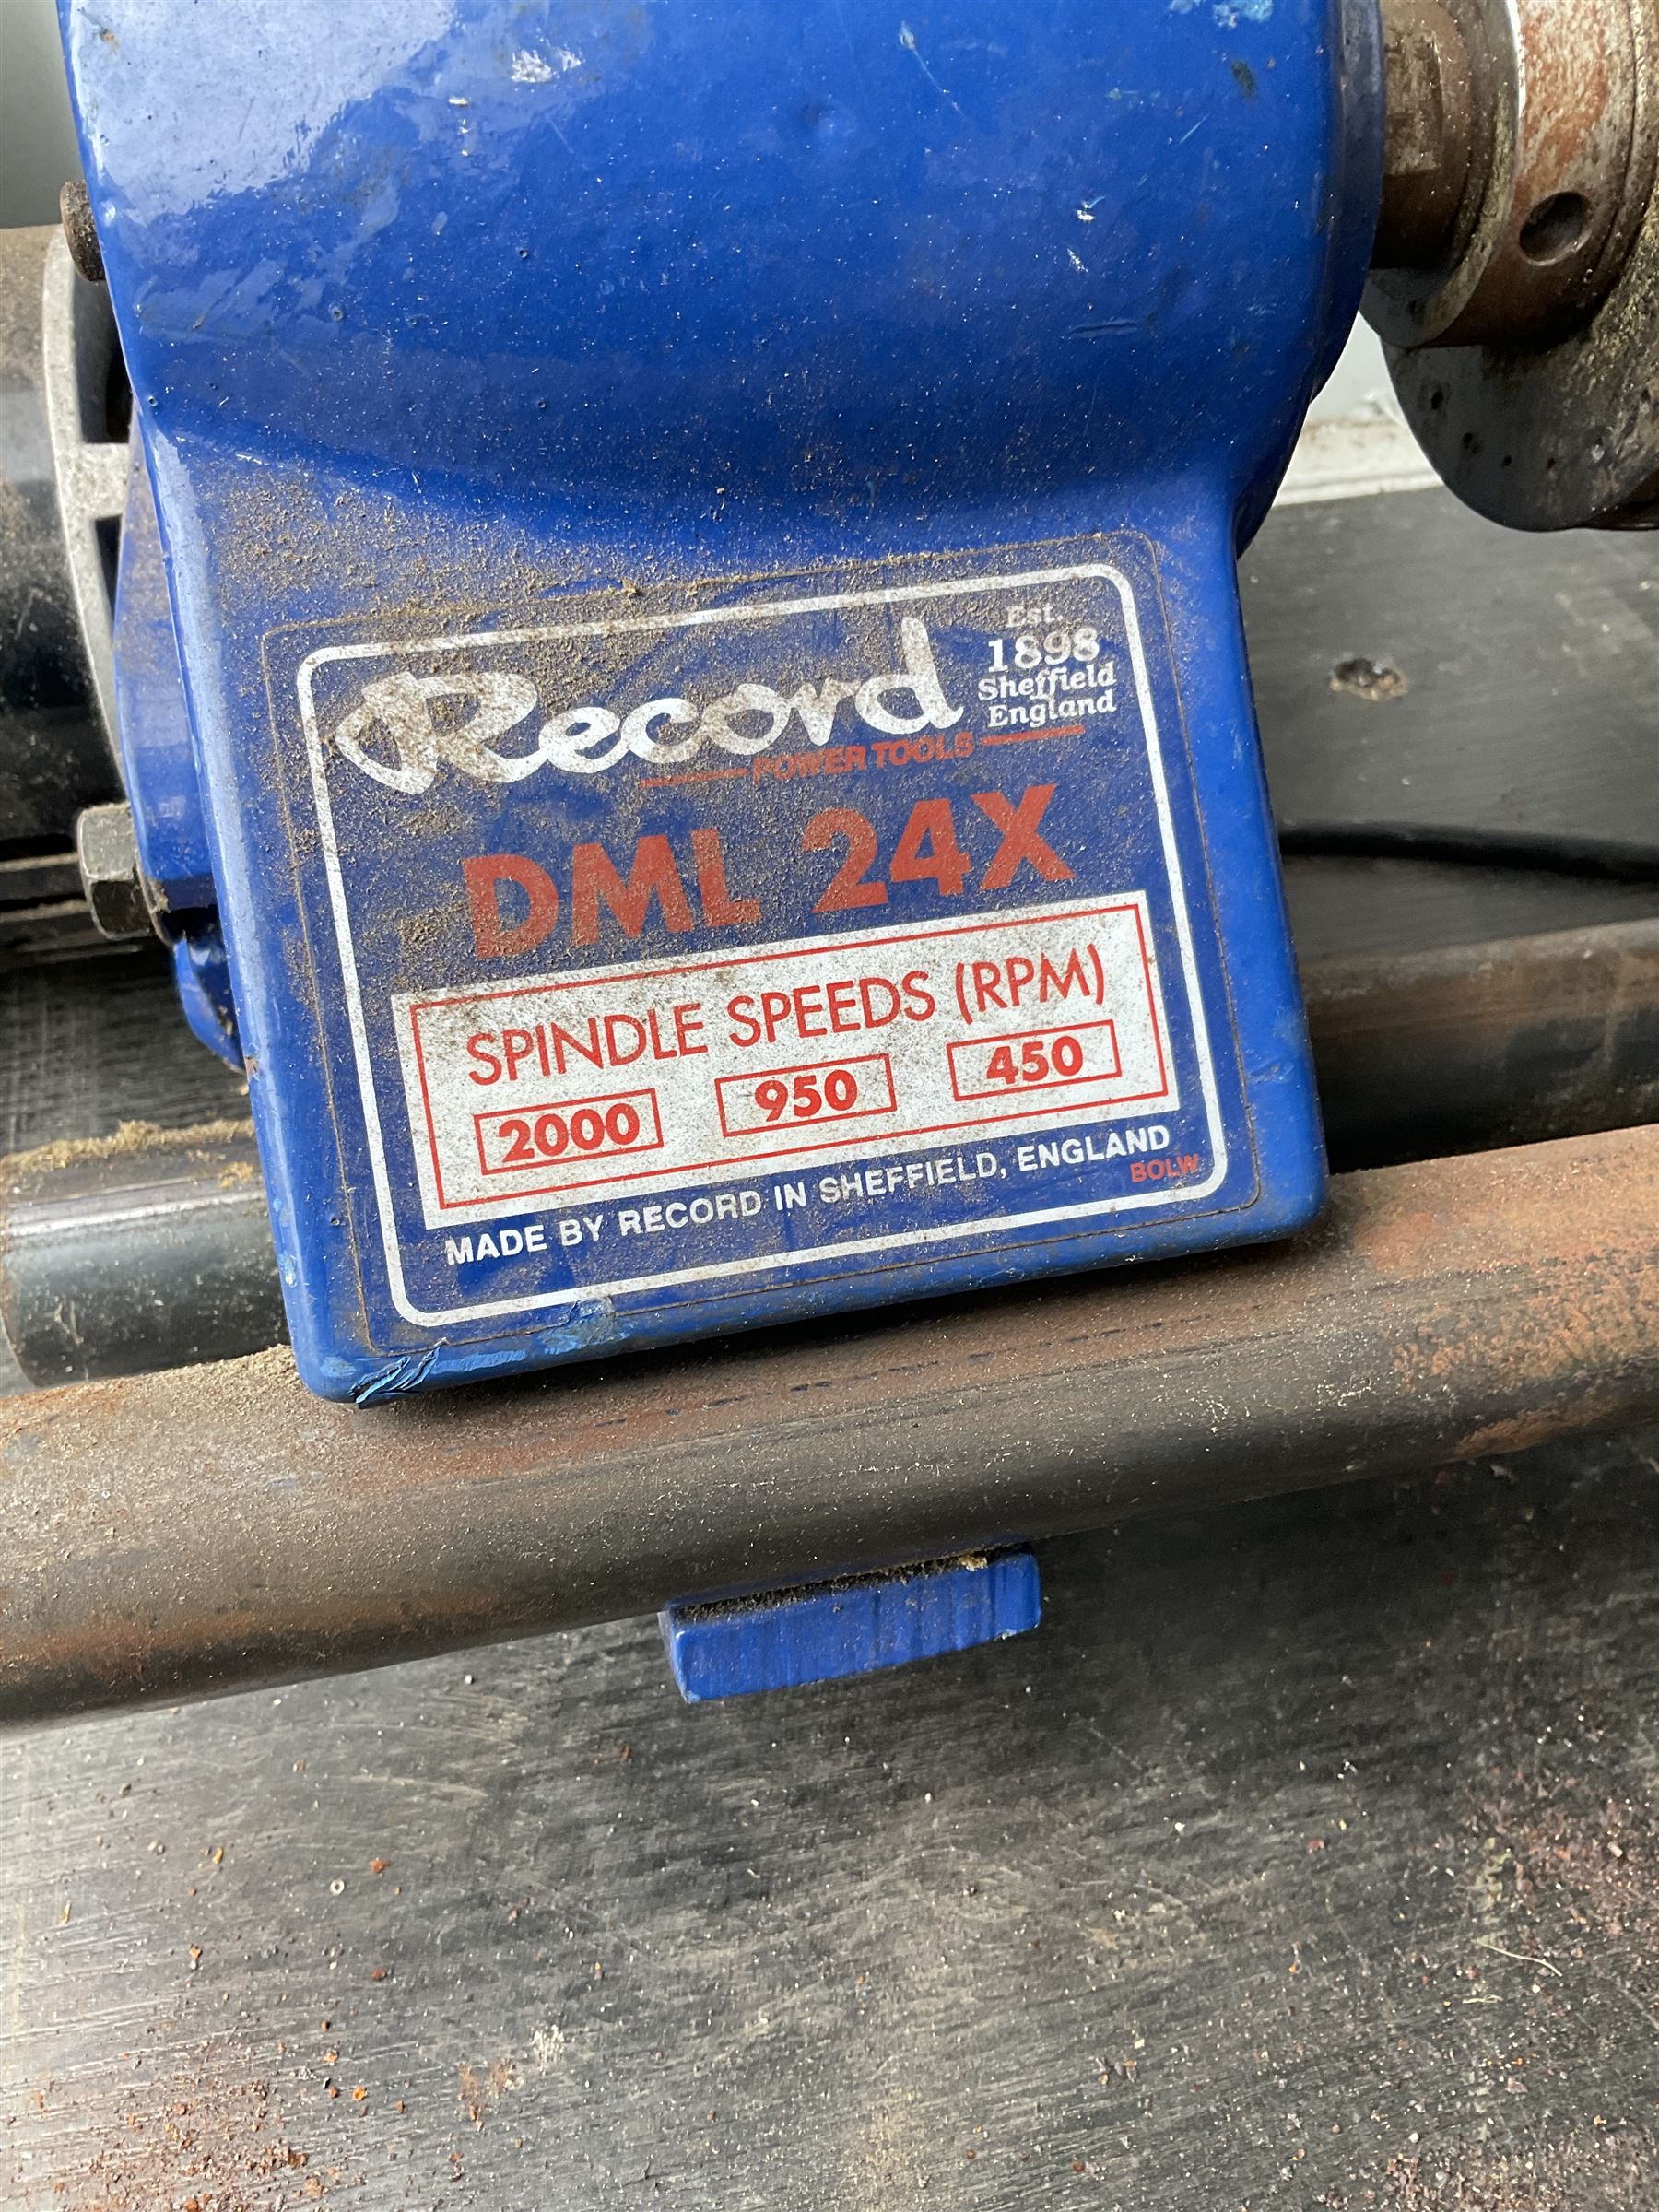 Record
Est.
1898
Sheffield
England
POWER TOOLS
DML 24X
SPINDLE SPEEDS (RPM)
2000 950 450
MADE BY RECORD IN SHEFFIELD, ENGLAND
BOLW